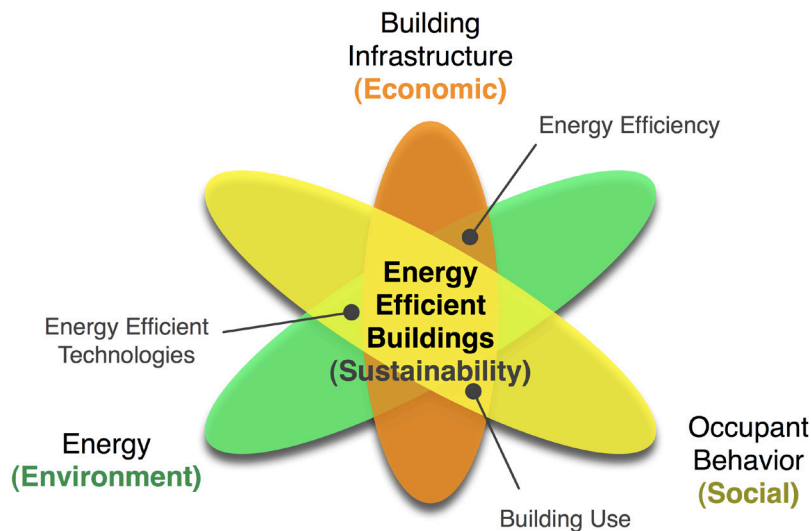 Building
Infrastructure
(Economic)
Energy Efficiency
Energy
Efficient
Buildings
(Sustainability)
Energy Efficient
Technologies
Energy
(Environment)
Occupant
Behavior
(Social)
Building Use